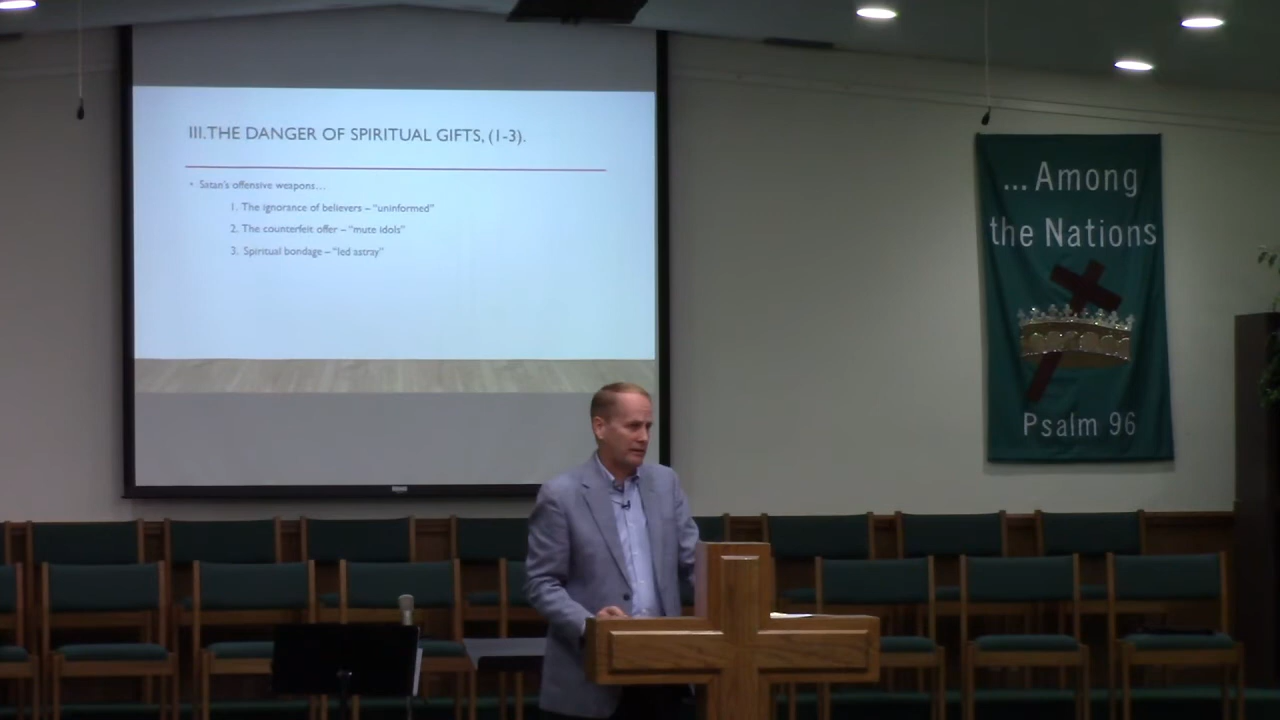 III.THE DANGER OF SPIRITUAL GIFTS, (1-3).
• Satan's offensive weapons…
1. The ignorance of believers – "uninformed"
2. The counterfeit offer – "mute idols"
3. Spiritual bondage – "led astray"
... Among
the Nations
Psalm 96